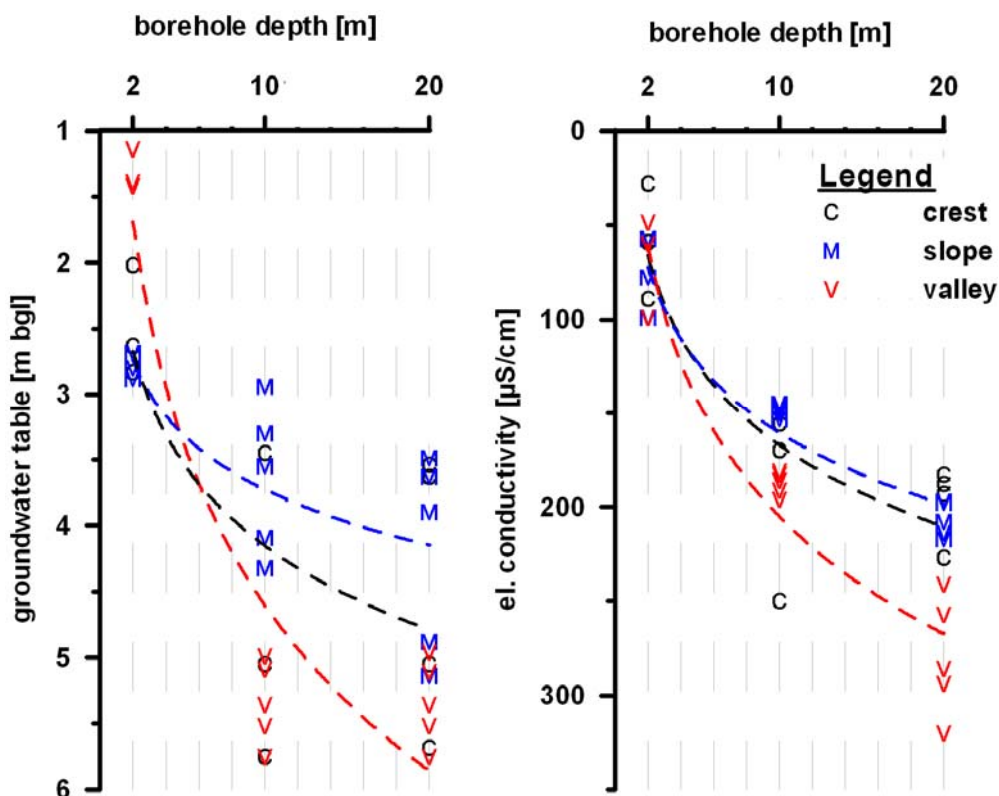 borehole depth [m]
2 10 20
1
2
3
4
5
6
groundwater table [m bgl]
borehole depth [m]
2 10 20
0
100
200
300
el. conductivity [µS/cm]
Legend
C crest
M slope
V valley